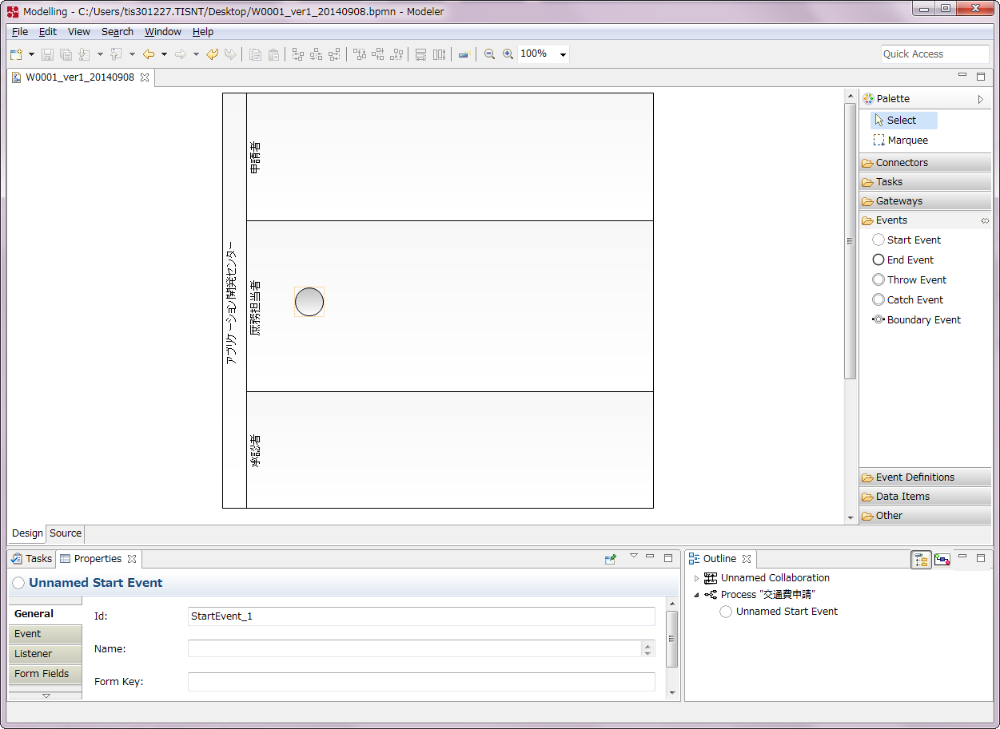 Modelling - C:/Users/tis301227.TISNT/Desktop/W0001_ver1_20140908.bpmn - Modeler
File Edit View Search Window Help
100%
Quick Access
W0001_ver1_20140908
アプリケーション開発センター
申請者
庶務担当者
承認者
Palette
Select
Marquee
Connectors
Tasks
Gateways
Events
Start Event
End Event
Throw Event
Catch Event
Boundary Event
Event Definitions
Data Items
Other
Design Source
Tasks Properties
Unnamed Start Event
General
Event
Listener
Form Fields
Id: StartEvent_1
Name:
Form Key:
Outline
Unnamed Collaboration
Process "交通費申請"
Unnamed Start Event